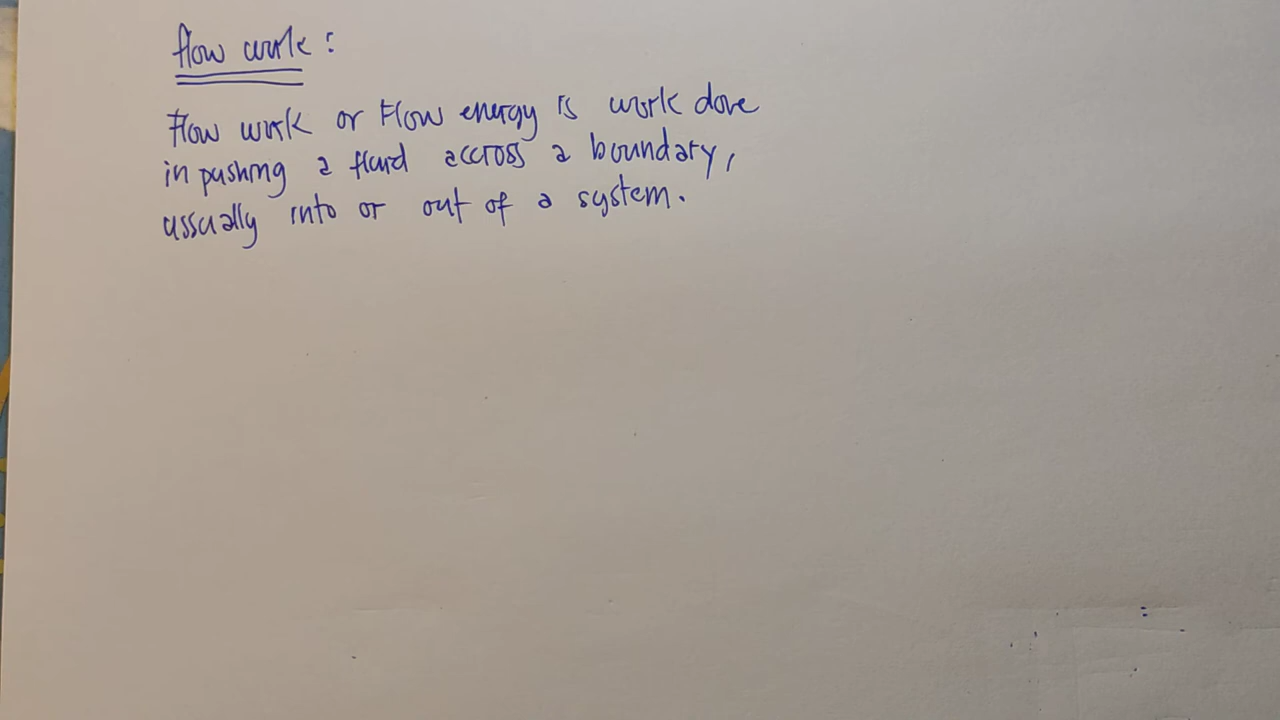 flow work :
Flow work or Flow energy is work done
in pushing a fluid accross a boundary,
ussually into or out of a system.